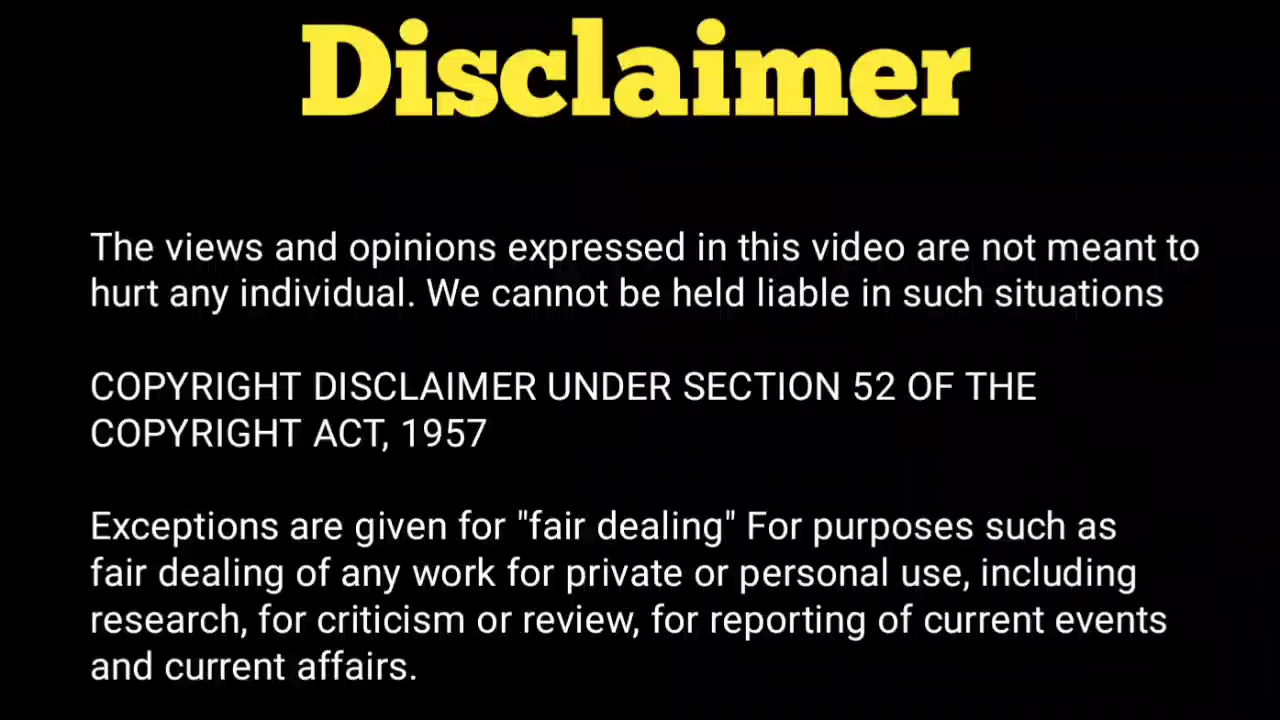 Disclaimer
The views and opinions expressed in this video are not meant to
hurt any individual. We cannot be held liable in such situations
COPYRIGHT DISCLAIMER UNDER SECTION 52 OF THE
COPYRIGHT ACT, 1957
Exceptions are given for "fair dealing" For purposes such as
fair dealing of any work for private or personal use, including
research, for criticism or review, for reporting of current events
and current affairs.